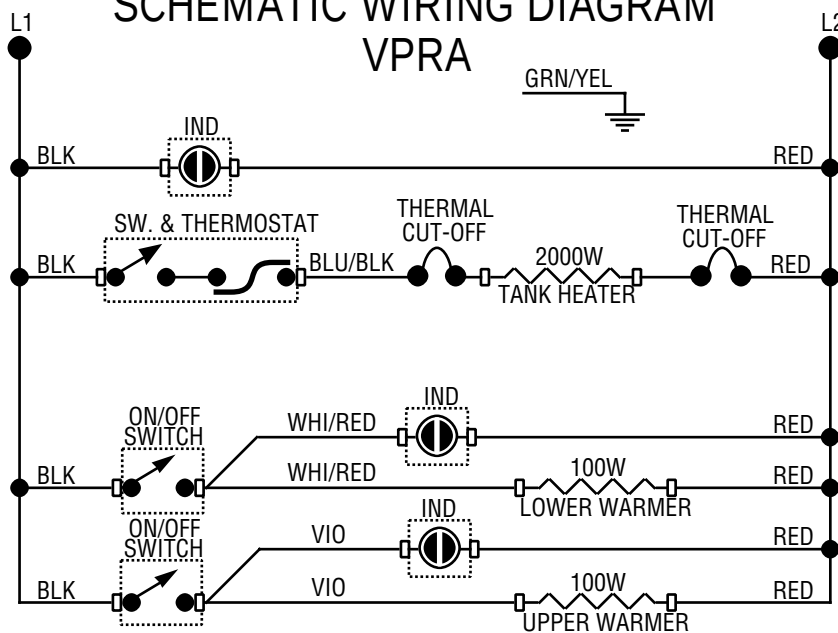 SCHEMATIC WIRING DIAGRAM
VPRA
L1
L2
GRN/YEL
IND
BLK
RED
SW. & THERMOSTAT
THERMAL
CUT-OFF
THERMAL
CUT-OFF
BLK
BLU/BLK
2000W
TANK HEATER
RED
ON/OFF
SWITCH
WHI/RED
IND
RED
BLK
WHI/RED
100W
LOWER WARMER
RED
ON/OFF
SWITCH
VIO
IND
RED
BLK
VIO
100W
UPPER WARMER
RED